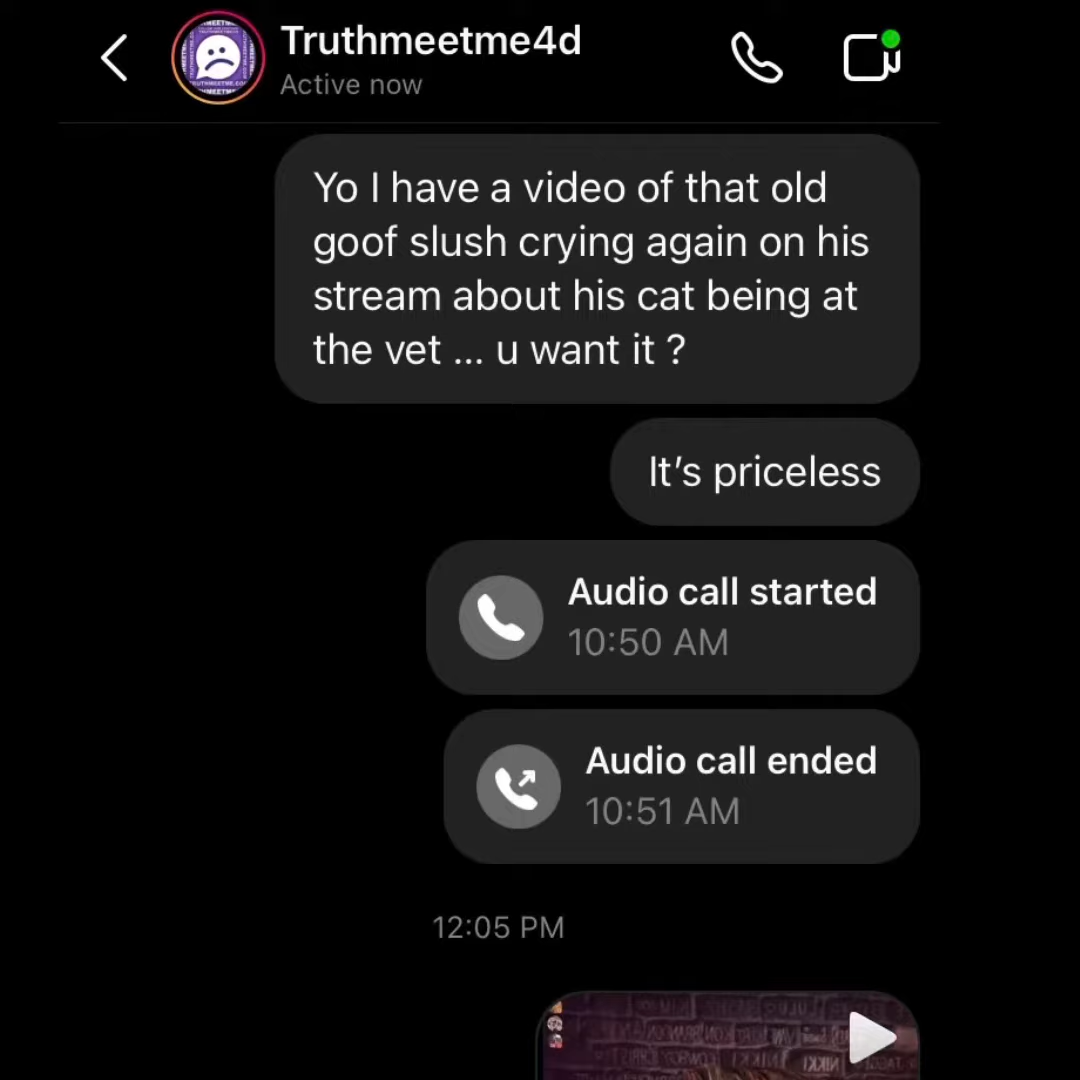 Truthmeetme4d
Active now
Yo I have a video of that old
goof slush crying again on his
stream about his cat being at
the vet ... u want it ?
It’s priceless
Audio call started
10:50 AM
Audio call ended
10:51 AM
12:05 PM
NIKKI